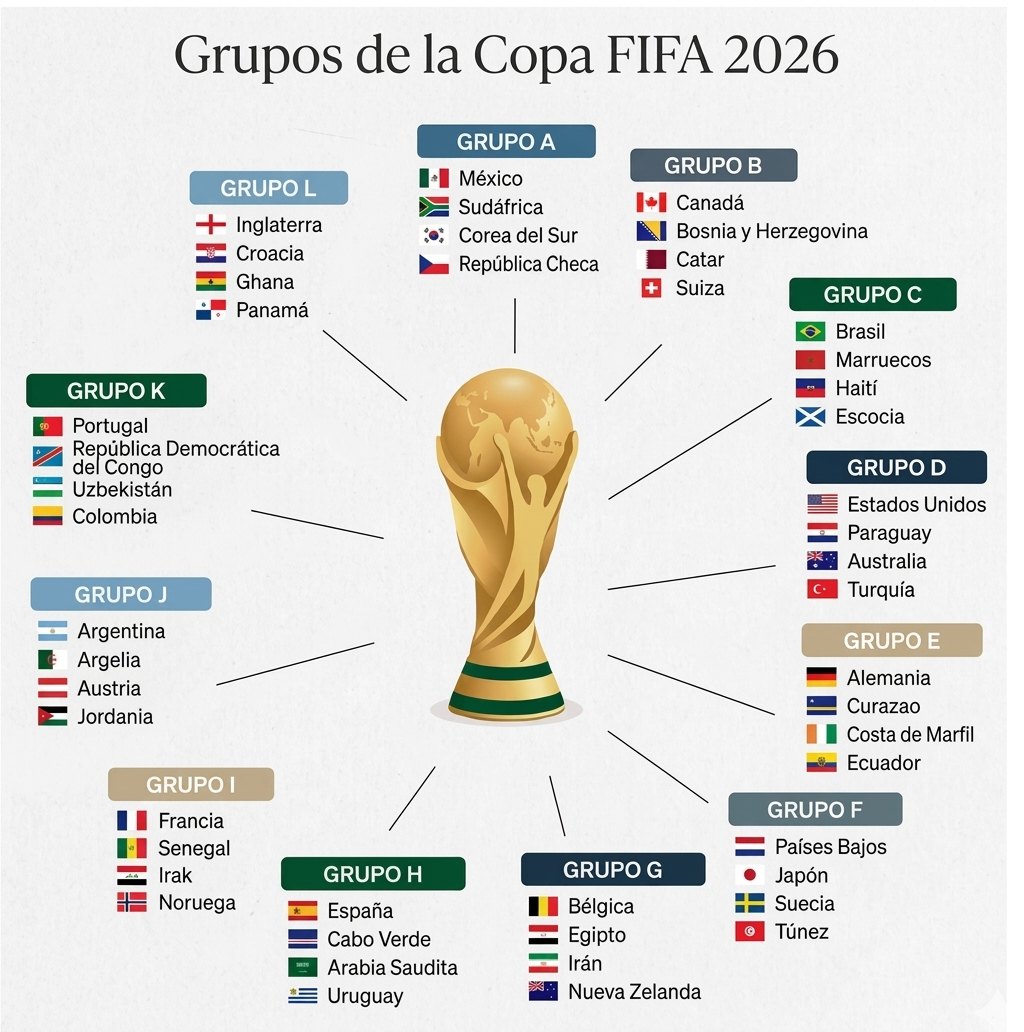 Grupos de la Copa FIFA 2026
GRUPO A
México
Sudáfrica
Corea del Sur
República Checa
GRUPO B
Canadá
Bosnia y Herzegovina
Catar
Suiza
GRUPO C
Brasil
Marruecos
Haití
Escocia
GRUPO D
Estados Unidos
Paraguay
Australia
Turquía
GRUPO E
Alemania
Curazao
Costa de Marfil
Ecuador
GRUPO F
Países Bajos
Japón
Suecia
Túnez
GRUPO G
Bélgica
Egipto
Irán
Nueva Zelanda
GRUPO H
España
Cabo Verde
Arabia Saudita
Uruguay
GRUPO I
Francia
Senegal
Irak
Noruega
GRUPO J
Argentina
Argelia
Austria
Jordania
GRUPO K
Portugal
República Democrática
del Congo
Uzbekistán
Colombia
GRUPO L
Inglaterra
Croacia
Ghana
Panamá